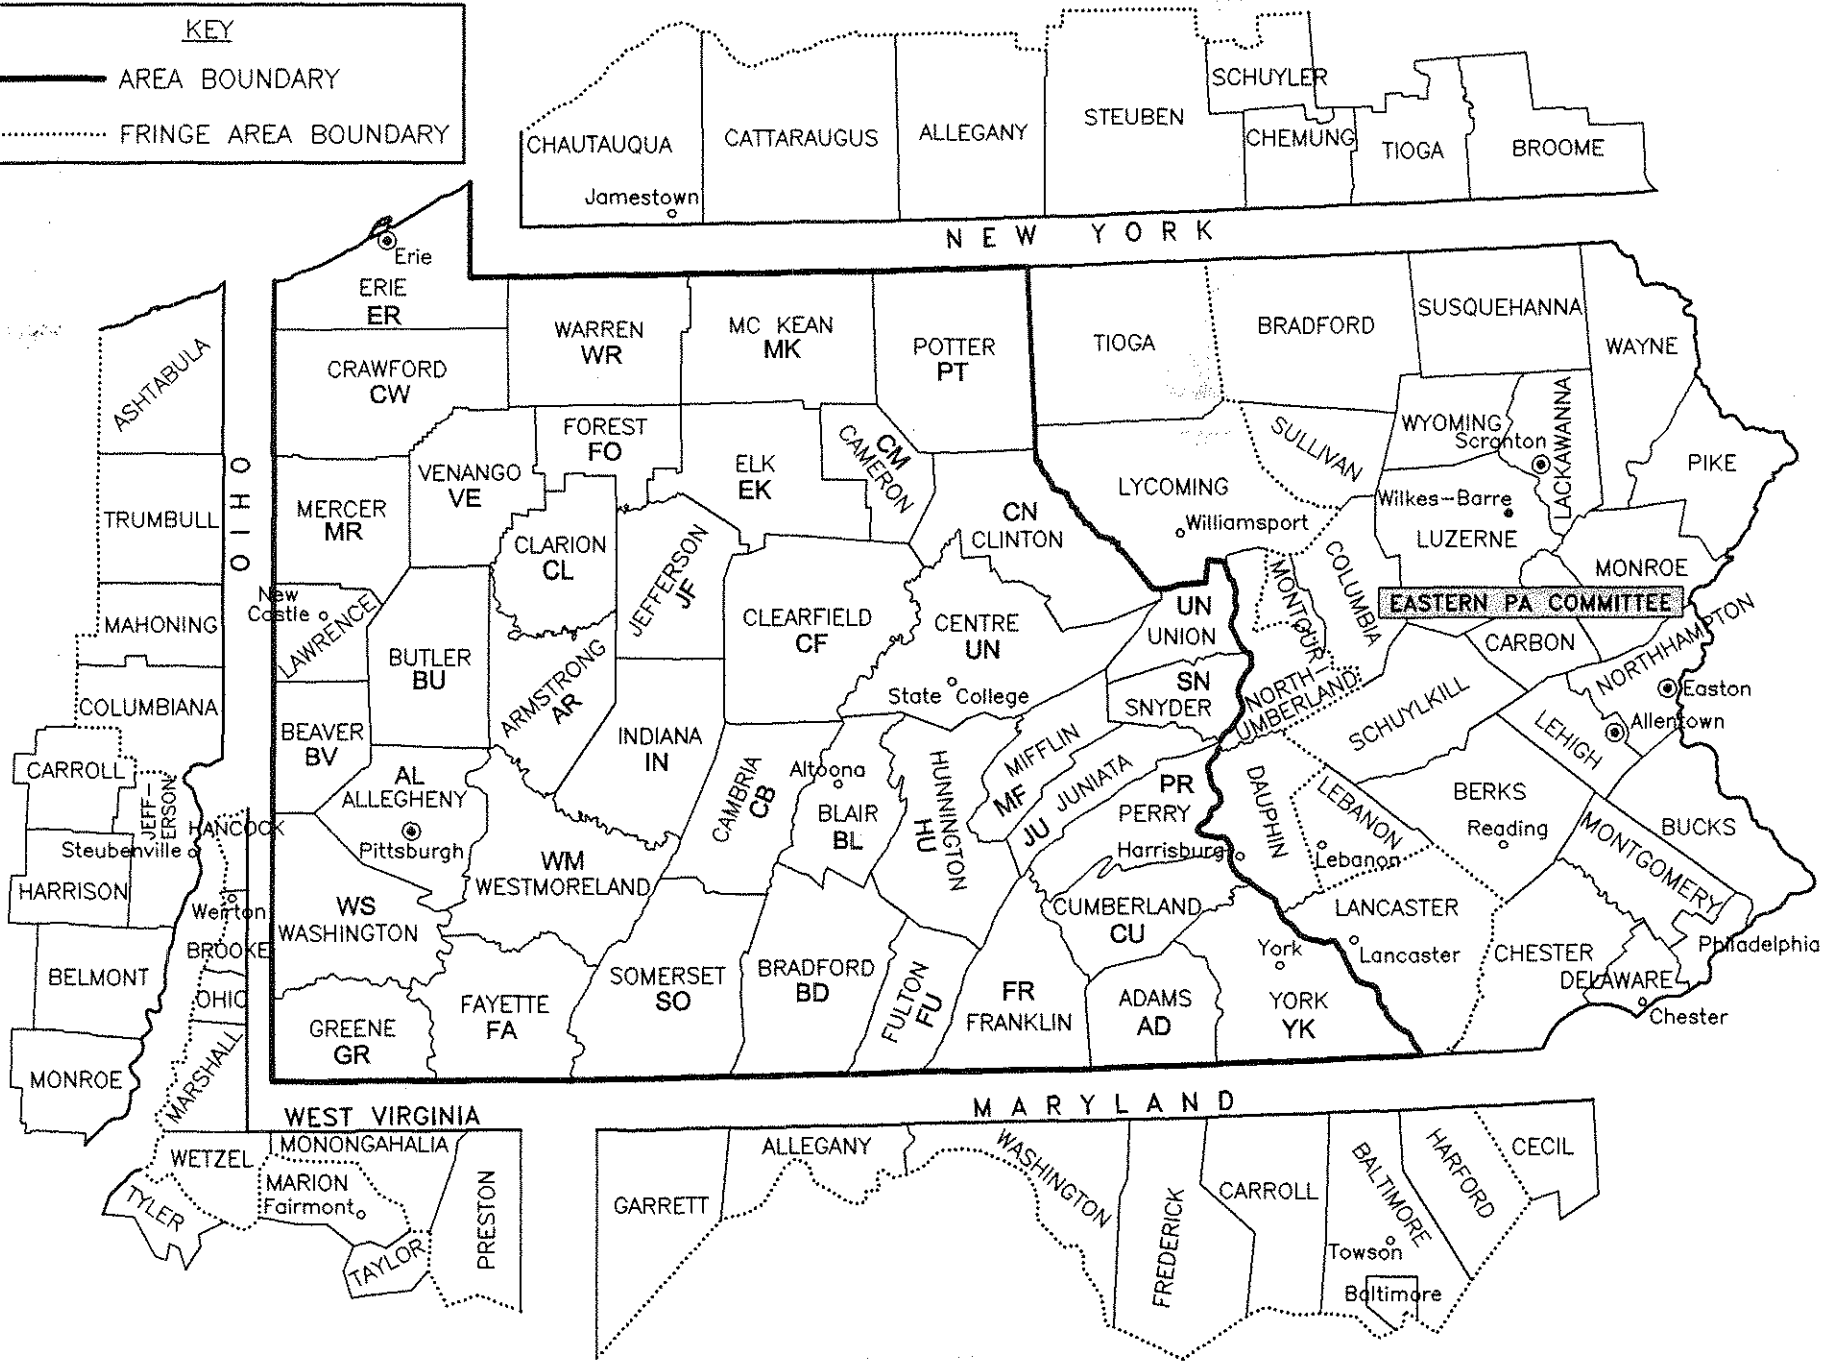 KEY
AREA BOUNDARY
FRINGE AREA BOUNDARY
CHAUTAUQUA
Jamestown
CATTARAUGUS
ALLEGANY
STEUBEN
SCHUYLER
CHEMUNG
TIOGA
BROOME
NEW YORK
Erie
ERIE
ER
CRAWFORD
CW
WARREN
WR
MC KEAN
MK
POTTER
PT
TIOGA
BRADFORD
SUSQUEHANNA
WAYNE
ASHTABULA
OHIO
TRUMBULL
MAHONING
COLUMBIANA
CARROLL
JEFF-
ERSON
HARRISON
Steubenville
BELMONT
MONROE
HANCOCK
Weirton
BROOKE
OHIO
MARSHALL
MERCER
MR
VENANGO
VE
FOREST
FO
ELK
EK
CM
CAMERON
CLARION
CL
JEFFERSON
JF
CN
CLINTON
LYCOMING
Williamsport
SULLIVAN
WYOMING
Scranton
LACKAWANNA
PIKE
Wilkes-Barre
LUZERNE
MONROE
New
Castle
LAWRENCE
BUTLER
BU
ARMSTRONG
AR
CLEARFIELD
CF
CENTRE
UN
State College
UN
UNION
SN
SNYDER
MONTOUR
COLUMBIA
EASTERN PA COMMITTEE
CARBON
NORTHHAMPTON
Easton
Allentown
LEHIGH
NORTH-
UMBERLAND
SCHUYLKILL
BEAVER
BV
AL
ALLEGHENY
Pittsburgh
INDIANA
IN
CAMBRIA
CB
Altoona
BLAIR
BL
HUNNINGTON
HU
MIFFLIN
MF
JUNIATA
JU
PR
PERRY
Harrisburg
DAUPHIN
LEBANON
Lebanon
BERKS
Reading
MONTGOMERY
BUCKS
WM
WESTMORELAND
WS
WASHINGTON
GREENE
GR
FAYETTE
FA
SOMERSET
SO
BRADFORD
BD
FULTON
FU
FR
FRANKLIN
CUMBERLAND
CU
ADAMS
AD
York
YORK
YK
LANCASTER
Lancaster
CHESTER
DELAWARE
Philadelphia
Chester
WEST VIRGINIA
MONONGAHALIA
WETZEL
TYLER
MARION
Fairmont
TAYLOR
PRESTON
MARYLAND
GARRETT
ALLEGANY
WASHINGTON
FREDERICK
CARROLL
BALTIMORE
Towson
Baltimore
HARFORD
CECIL